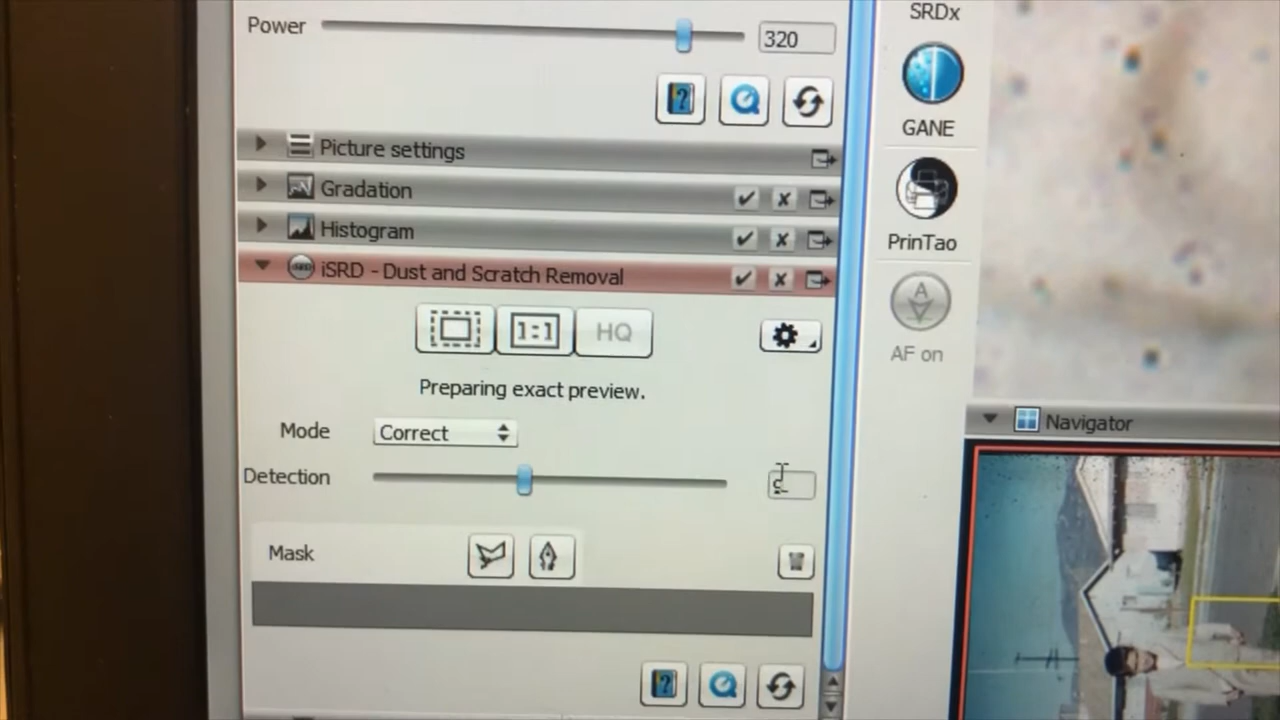 Power
320
SRDx
GANE
PrinTao
A
AF on
Picture settings
Gradation
Histogram
iSRD - Dust and Scratch Removal
1:1
HQ
Preparing exact preview.
Mode
Correct
Detection
Mask
Navigator